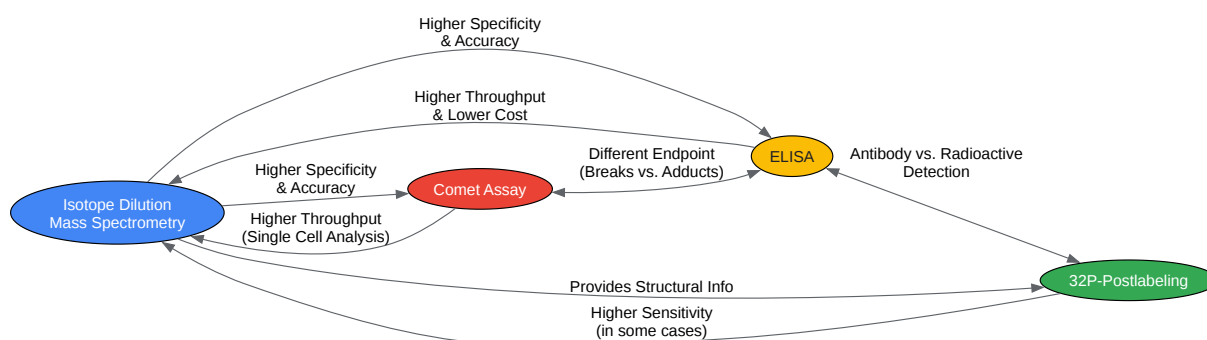 Higher Specificity
& Accuracy
Higher Throughput
& Lower Cost
Different Endpoint
(Breaks vs. Adducts)
ELISA
Antibody vs. Radioactive
Detection
Higher Specificity
& Accuracy
Comet Assay
Isotope Dilution
Mass Spectrometry
Higher Throughput
(Single Cell Analysis)
32P-Postlabeling
Provides Structural Info
Higher Sensitivity
(in some cases)